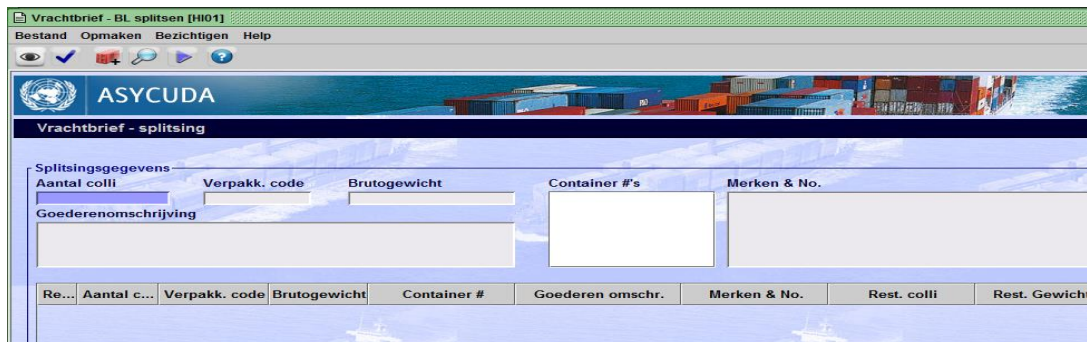 Vrachtbrief - BL splitsen [HI01]
Bestand Opmaken Bezichtigen Help
ASYCUDA
Vrachtbrief - splitsing
Splitsingsgegevens
Aantal colli Verpakk. code Brutogewicht Container #'s Merken & No.
Goederenomschrijving
Re... Aantal c... Verpakk. code Brutogewicht Container # Goederen omschr. Merken & No. Rest. colli Rest. Gewicht